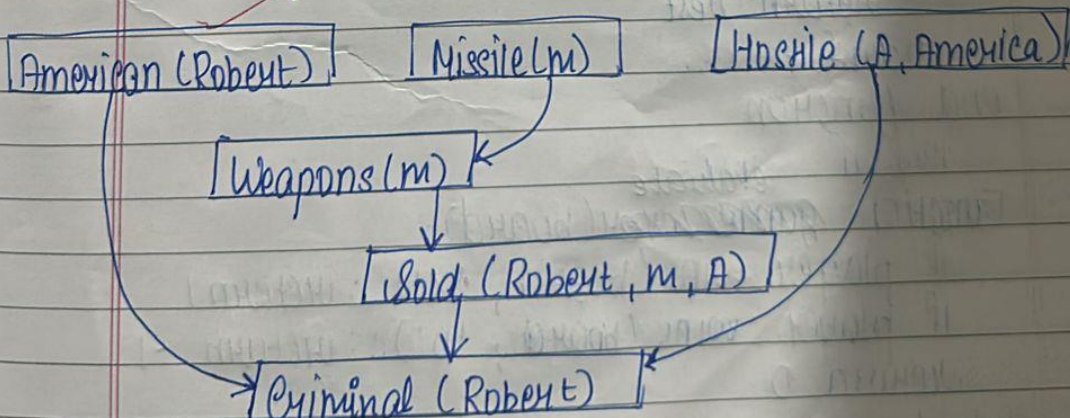 American (Robert) Missile(m) Hostile (A, America)
Weapons(m)
Sold (Robert, m, A)
Criminal (Robert)